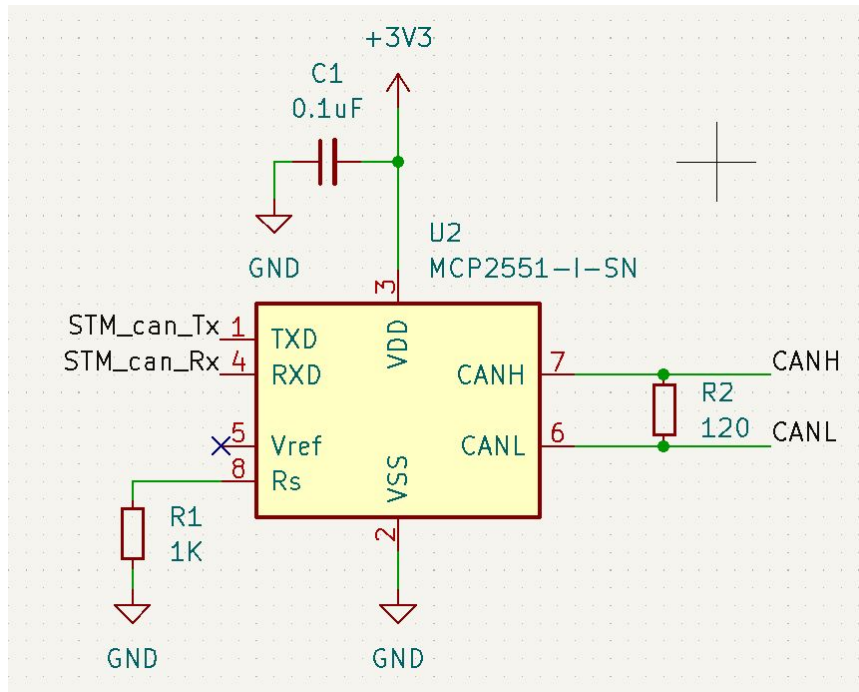 +3V3
C1
0.1uF
GND
U2
MCP2551-I-SN
3
VDD
STM_can_Tx 1 TXD
STM_can_Rx 4 RXD
CANH 7 CANH
R2
120
5 Vref
CANL 6 CANL
8 Rs
VSS
2
R1
1K
GND
GND